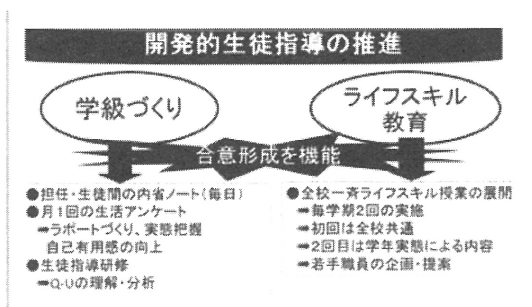 開発的生徒指導の推進
学級づくり
ライフスキル
教育
合意形成を機能
●担任・生徒間の内省ノート(毎日)
●月1回の生活アンケート
➡ラポートづくり、実態把握
自己有用感の向上
●生徒指導研修
➡Q-Uの理解・分析
●全校一斉ライフスキル授業の展開
➡毎学期2回の実施
➡初回は全校共通
➡2回目は学年実態による内容
➡若手職員の企画・提案